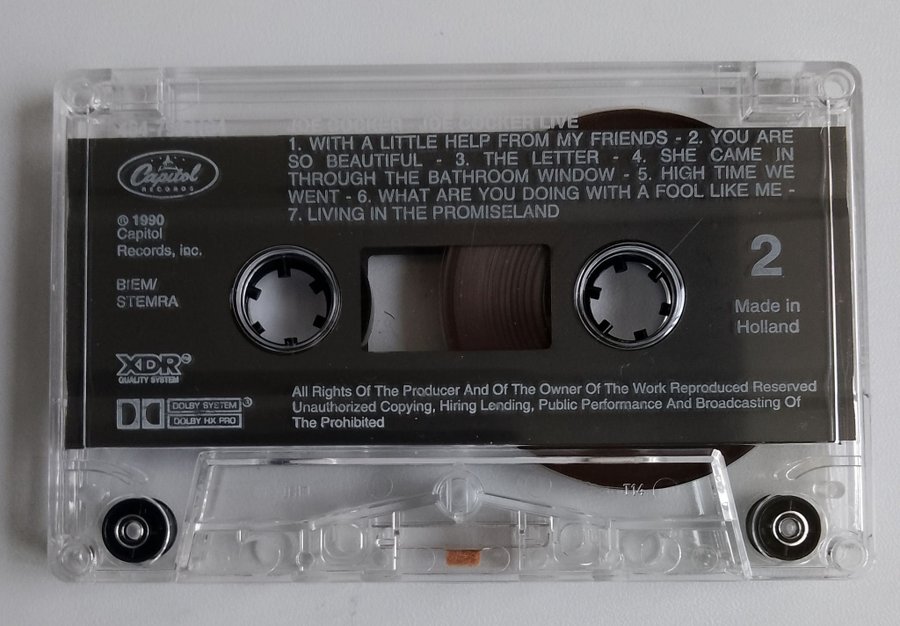 JOE COCKER LIVE
1. WITH A LITTLE HELP FROM MY FRIENDS - 2. YOU ARE
SO BEAUTIFUL - 3. THE LETTER - 4. SHE CAME IN
THROUGH THE BATHROOM WINDOW - 5. HIGH TIME WE
WENT - 6. WHAT ARE YOU DOING WITH A FOOL LIKE ME -
7. LIVING IN THE PROMISELAND
Capitol
RECORDS
℗ 1990
Capitol
Records, Inc.
BIEM/
STEMRA
2
Made in
Holland
XDR™
QUALITY SYSTEM
DOLBY SYSTEM ®
DOLBY HX PRO
All Rights Of The Producer And Of The Owner Of The Work Reproduced Reserved
Unauthorized Copying, Hiring Lending, Public Performance And Broadcasting Of
The Prohibited
T14